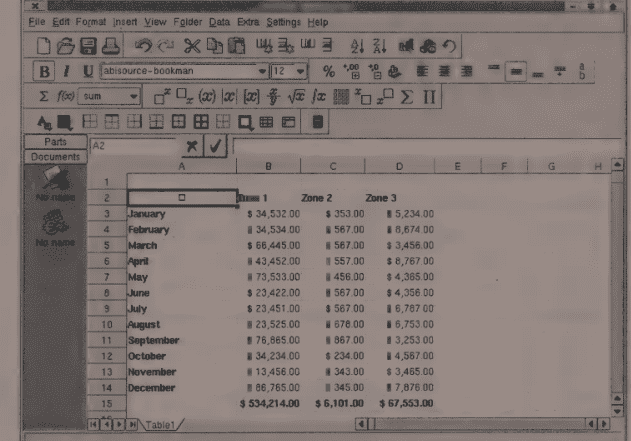 File Edit Format Insert View Folder Data Extra Settings Help
B I U abisource-bookman 12 %
Σ f(x) sum
Parts A2
Documents
A B C D E F G H
No name
No name
1
2 1 Zone 2 Zone 3
3 January $ 34,532.00 $ 353.00 $ 5,234.00
4 February $ 34,534.00 $ 567.00 $ 8,674.00
5 March $ 66,445.00 $ 567.00 $ 3,456.00
6 April $ 43,452.00 $ 557.00 $ 8,767.00
7 May $ 73,533.00 $ 456.00 $ 4,365.00
8 June $ 23,422.00 $ 567.00 $ 4,356.00
9 July $ 23,451.00 $ 567.00 $ 6,787.00
10 August $ 23,525.00 $ 678.00 $ 6,753.00
11 September $ 76,865.00 $ 867.00 $ 3,253.00
12 October $ 34,234.00 $ 234.00 $ 4,567.00
13 November $ 13,456.00 $ 343.00 $ 3,465.00
14 December $ 86,765.00 $ 345.00 $ 7,876.00
15 $ 534,214.00 $ 6,101.00 $ 67,553.00
Table1